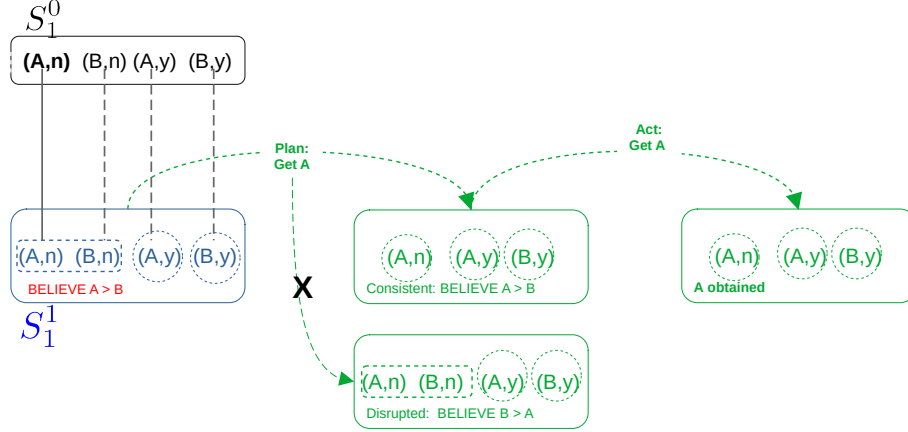 S_1^0
(A,n) (B,n) (A,y) (B,y)
Plan:
Get A
Act:
Get A
(A,n) (B,n) (A,y) (B,y)
BELIEVE A > B
S_1^1
X
(A,n) (A,y) (B,y)
Consistent: BELIEVE A > B
(A,n) (A,y) (B,y)
A obtained
(A,n) (B,n) (A,y) (B,y)
Disrupted: BELIEVE B > A